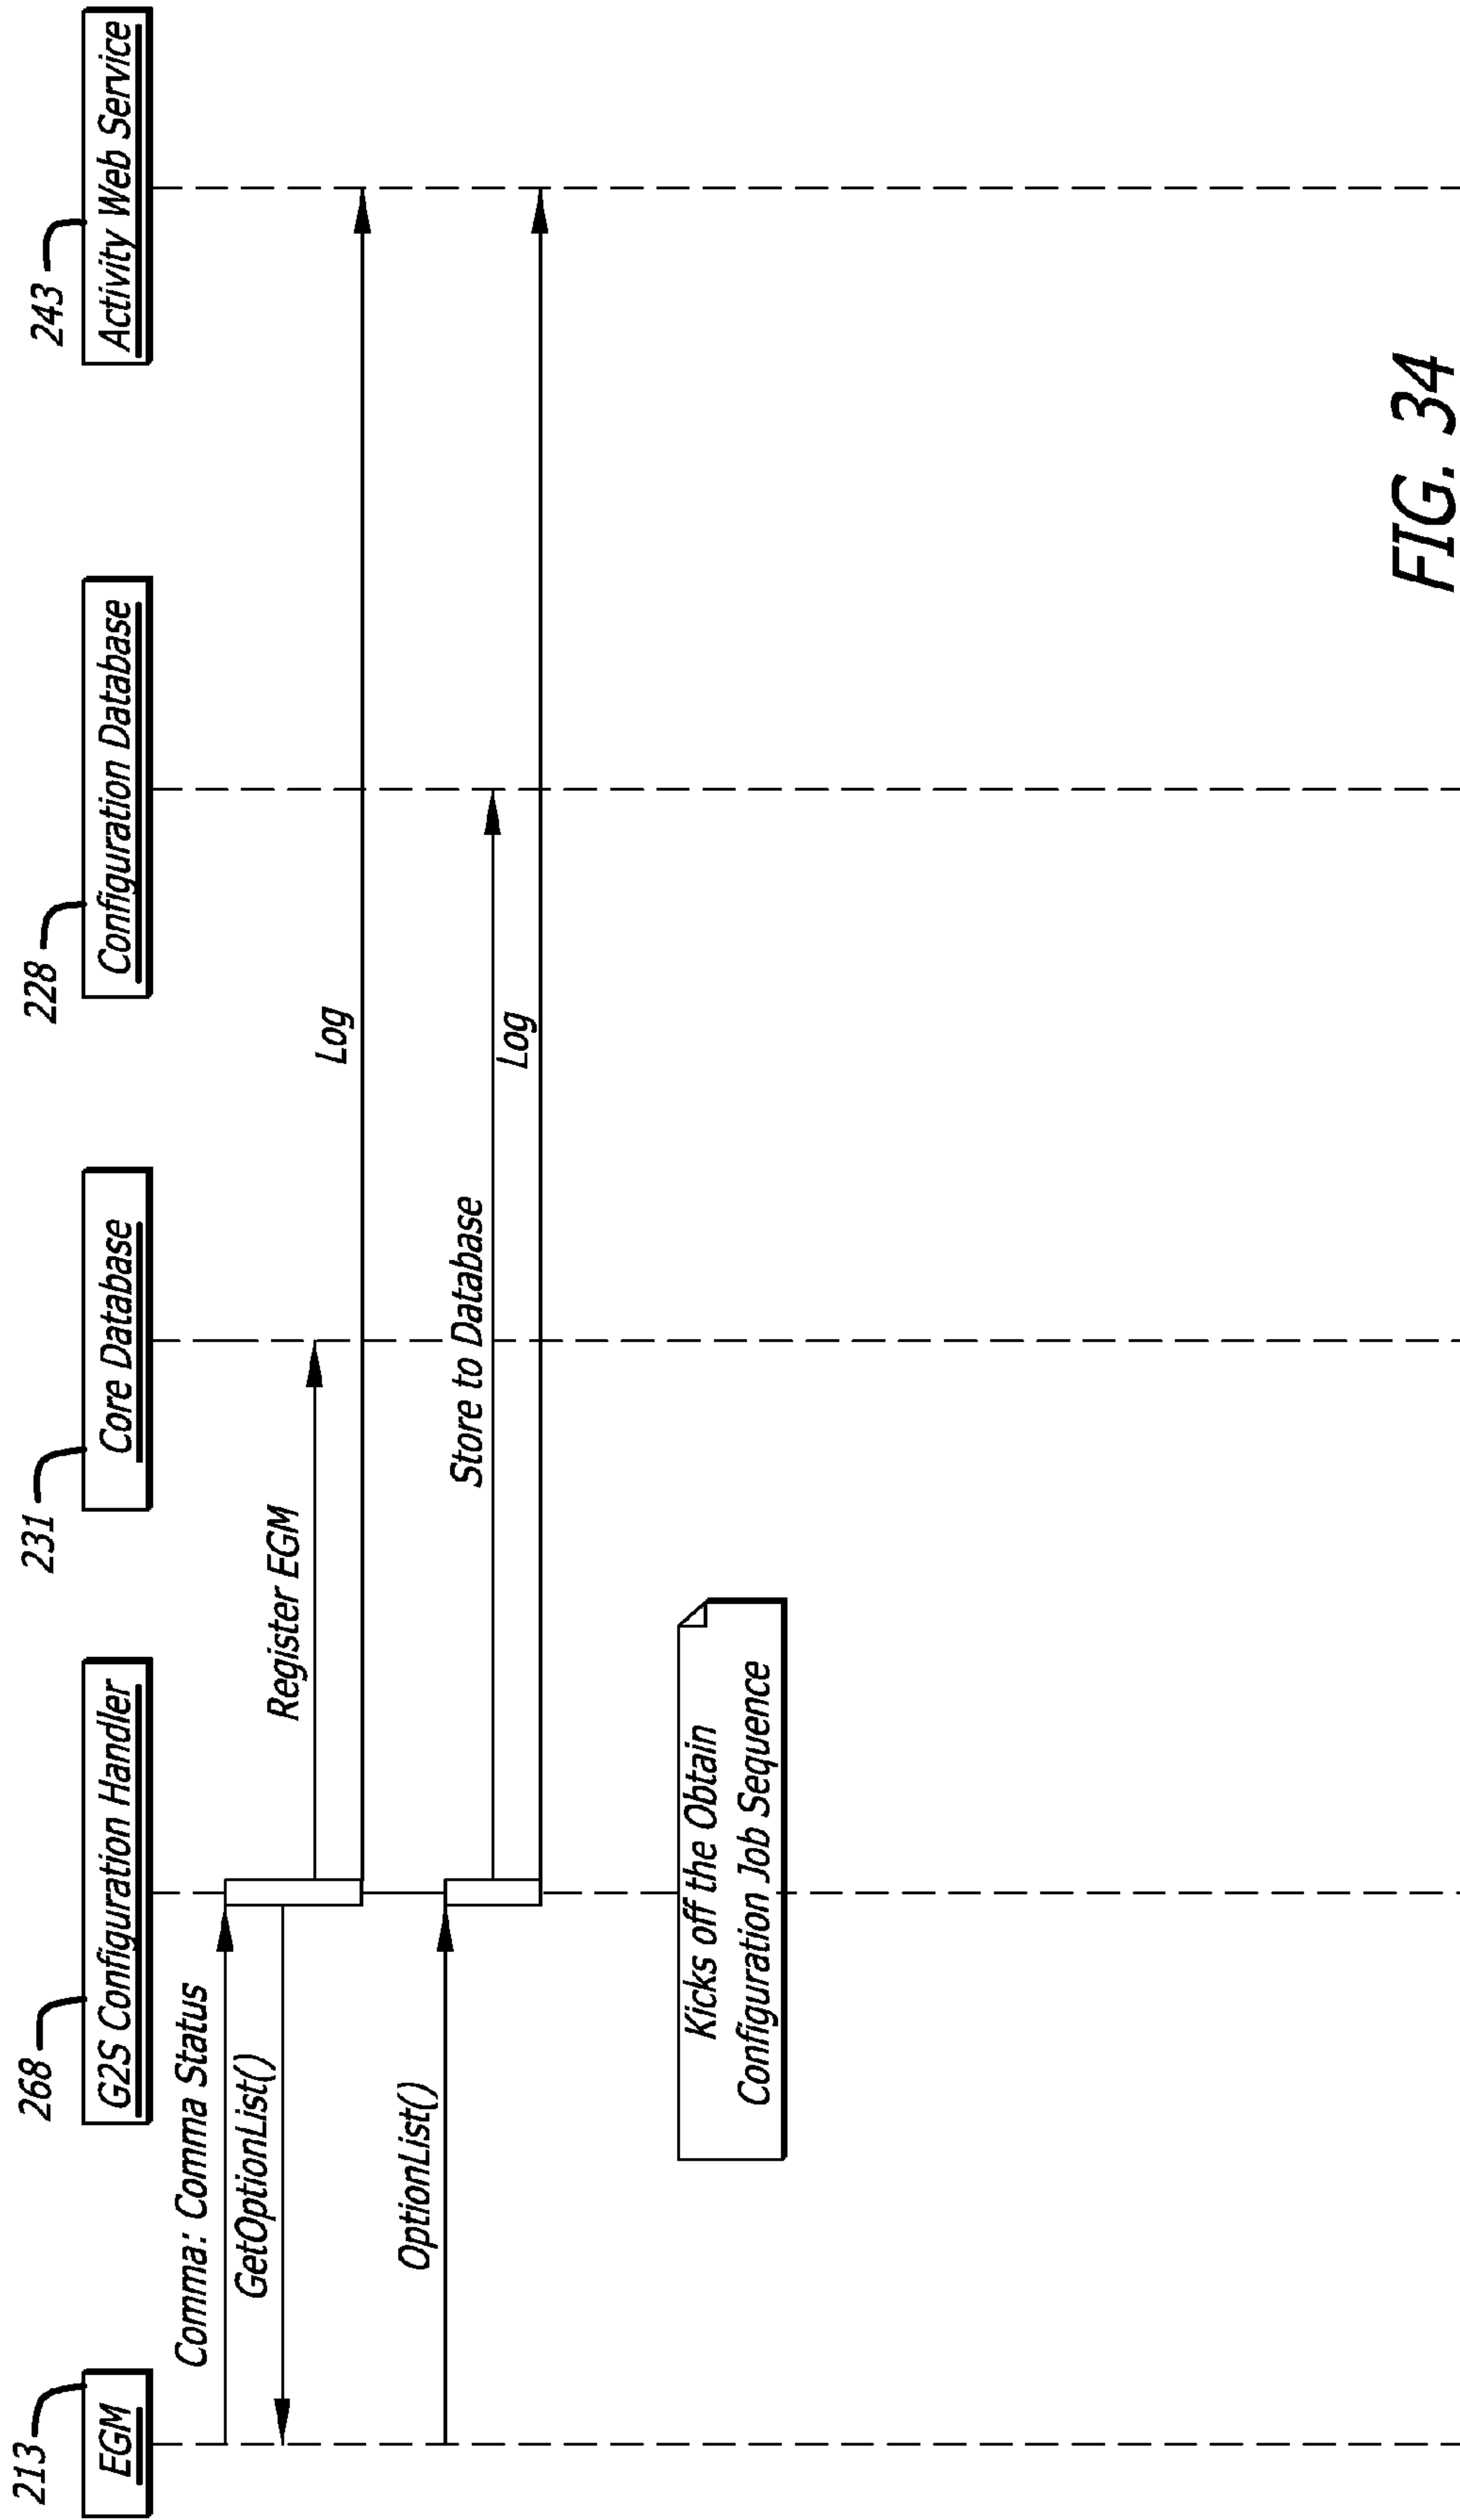 213
EGM
268
G2S Configuration Handler
231
Core Database
228
Configuration Database
243
Activity Web Service
Comma: Comma Status
GetOptionList()
Register EGM
Log
OptionList()
Store to Database
Log
Kicks off the Obtain
Configuration Job Sequence
FIG. 34